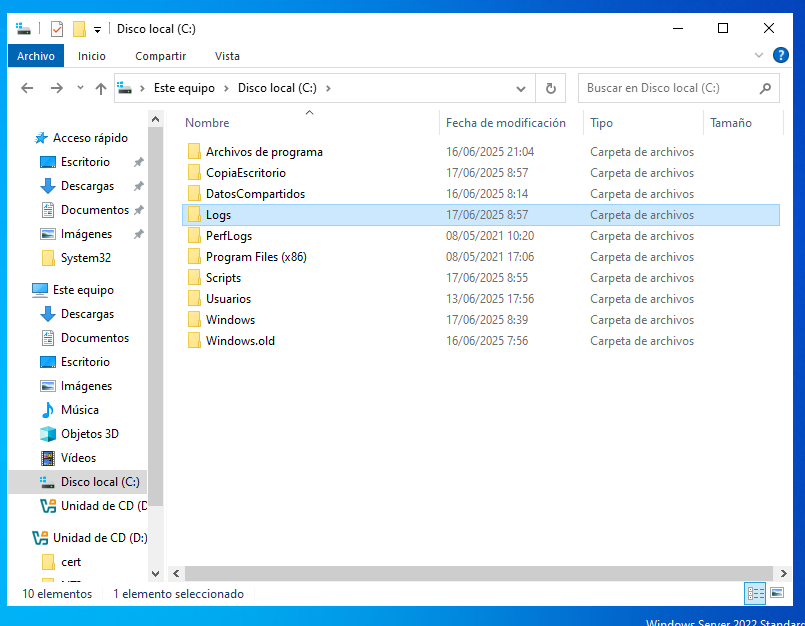 Disco local (C:)
Archivo Inicio Compartir Vista
Este equipo Disco local (C:) Buscar en Disco local (C:)
Nombre Fecha de modificación Tipo Tamaño
Acceso rápido
Escritorio
Descargas
Documentos
Imágenes
System32
Este equipo
Descargas
Documentos
Escritorio
Imágenes
Música
Objetos 3D
Vídeos
Disco local (C:)
Unidad de CD (D
Unidad de CD (D:)
cert
Archivos de programa 16/06/2025 21:04 Carpeta de archivos
CopiaEscritorio 17/06/2025 8:57 Carpeta de archivos
DatosCompartidos 16/06/2025 8:14 Carpeta de archivos
Logs 17/06/2025 8:57 Carpeta de archivos
PerfLogs 08/05/2021 10:20 Carpeta de archivos
Program Files (x86) 08/05/2021 17:06 Carpeta de archivos
Scripts 17/06/2025 8:55 Carpeta de archivos
Usuarios 13/06/2025 17:56 Carpeta de archivos
Windows 17/06/2025 8:39 Carpeta de archivos
Windows.old 16/06/2025 7:56 Carpeta de archivos
10 elementos 1 elemento seleccionado
Windows Server 2022 Standard